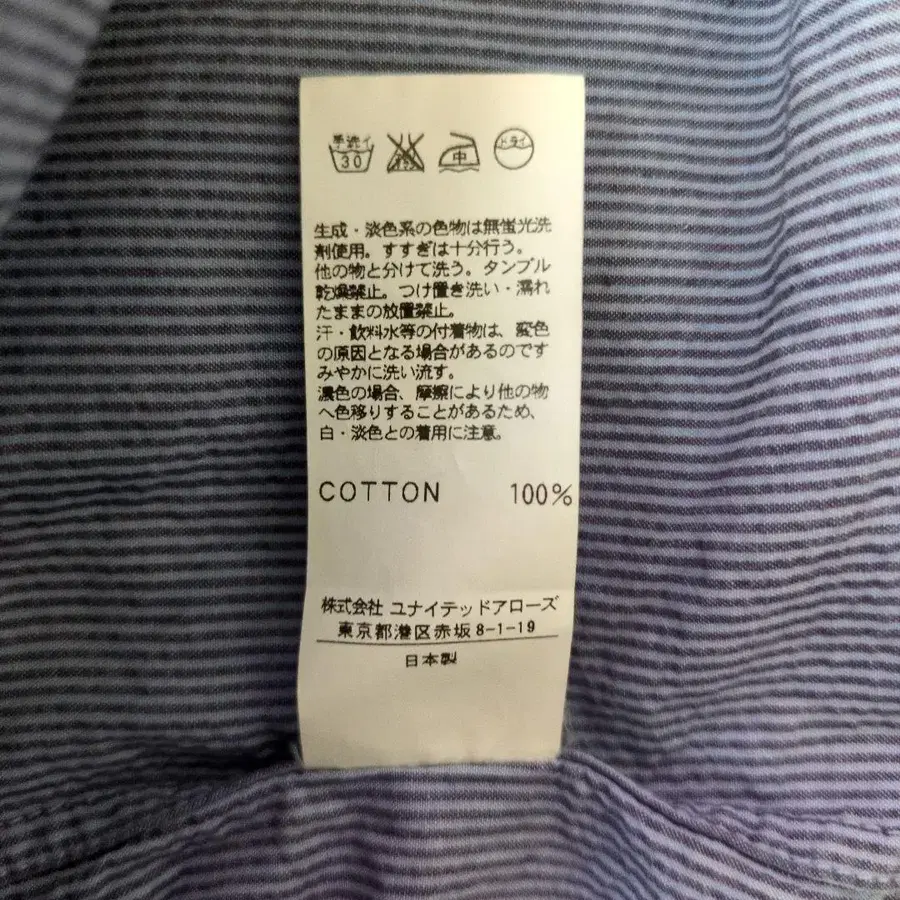 手洗イ
30
中
ドライ
生成・淡色系の色物は無蛍光洗
剤使用。すすぎは十分行う。
他の物と分けて洗う。タンブル
乾燥禁止。つけ置き洗い・濡れ
たままの放置禁止。
汗・飲料水等の付着物は、変色
の原因となる場合があるのです
みやかに洗い流す。
濃色の場合、摩擦により他の物
へ色移りすることがあるため、
白・淡色との着用に注意。
COTTON 100%
株式会社 ユナイテッドアローズ
東京都港区赤坂8-1-19
日本製